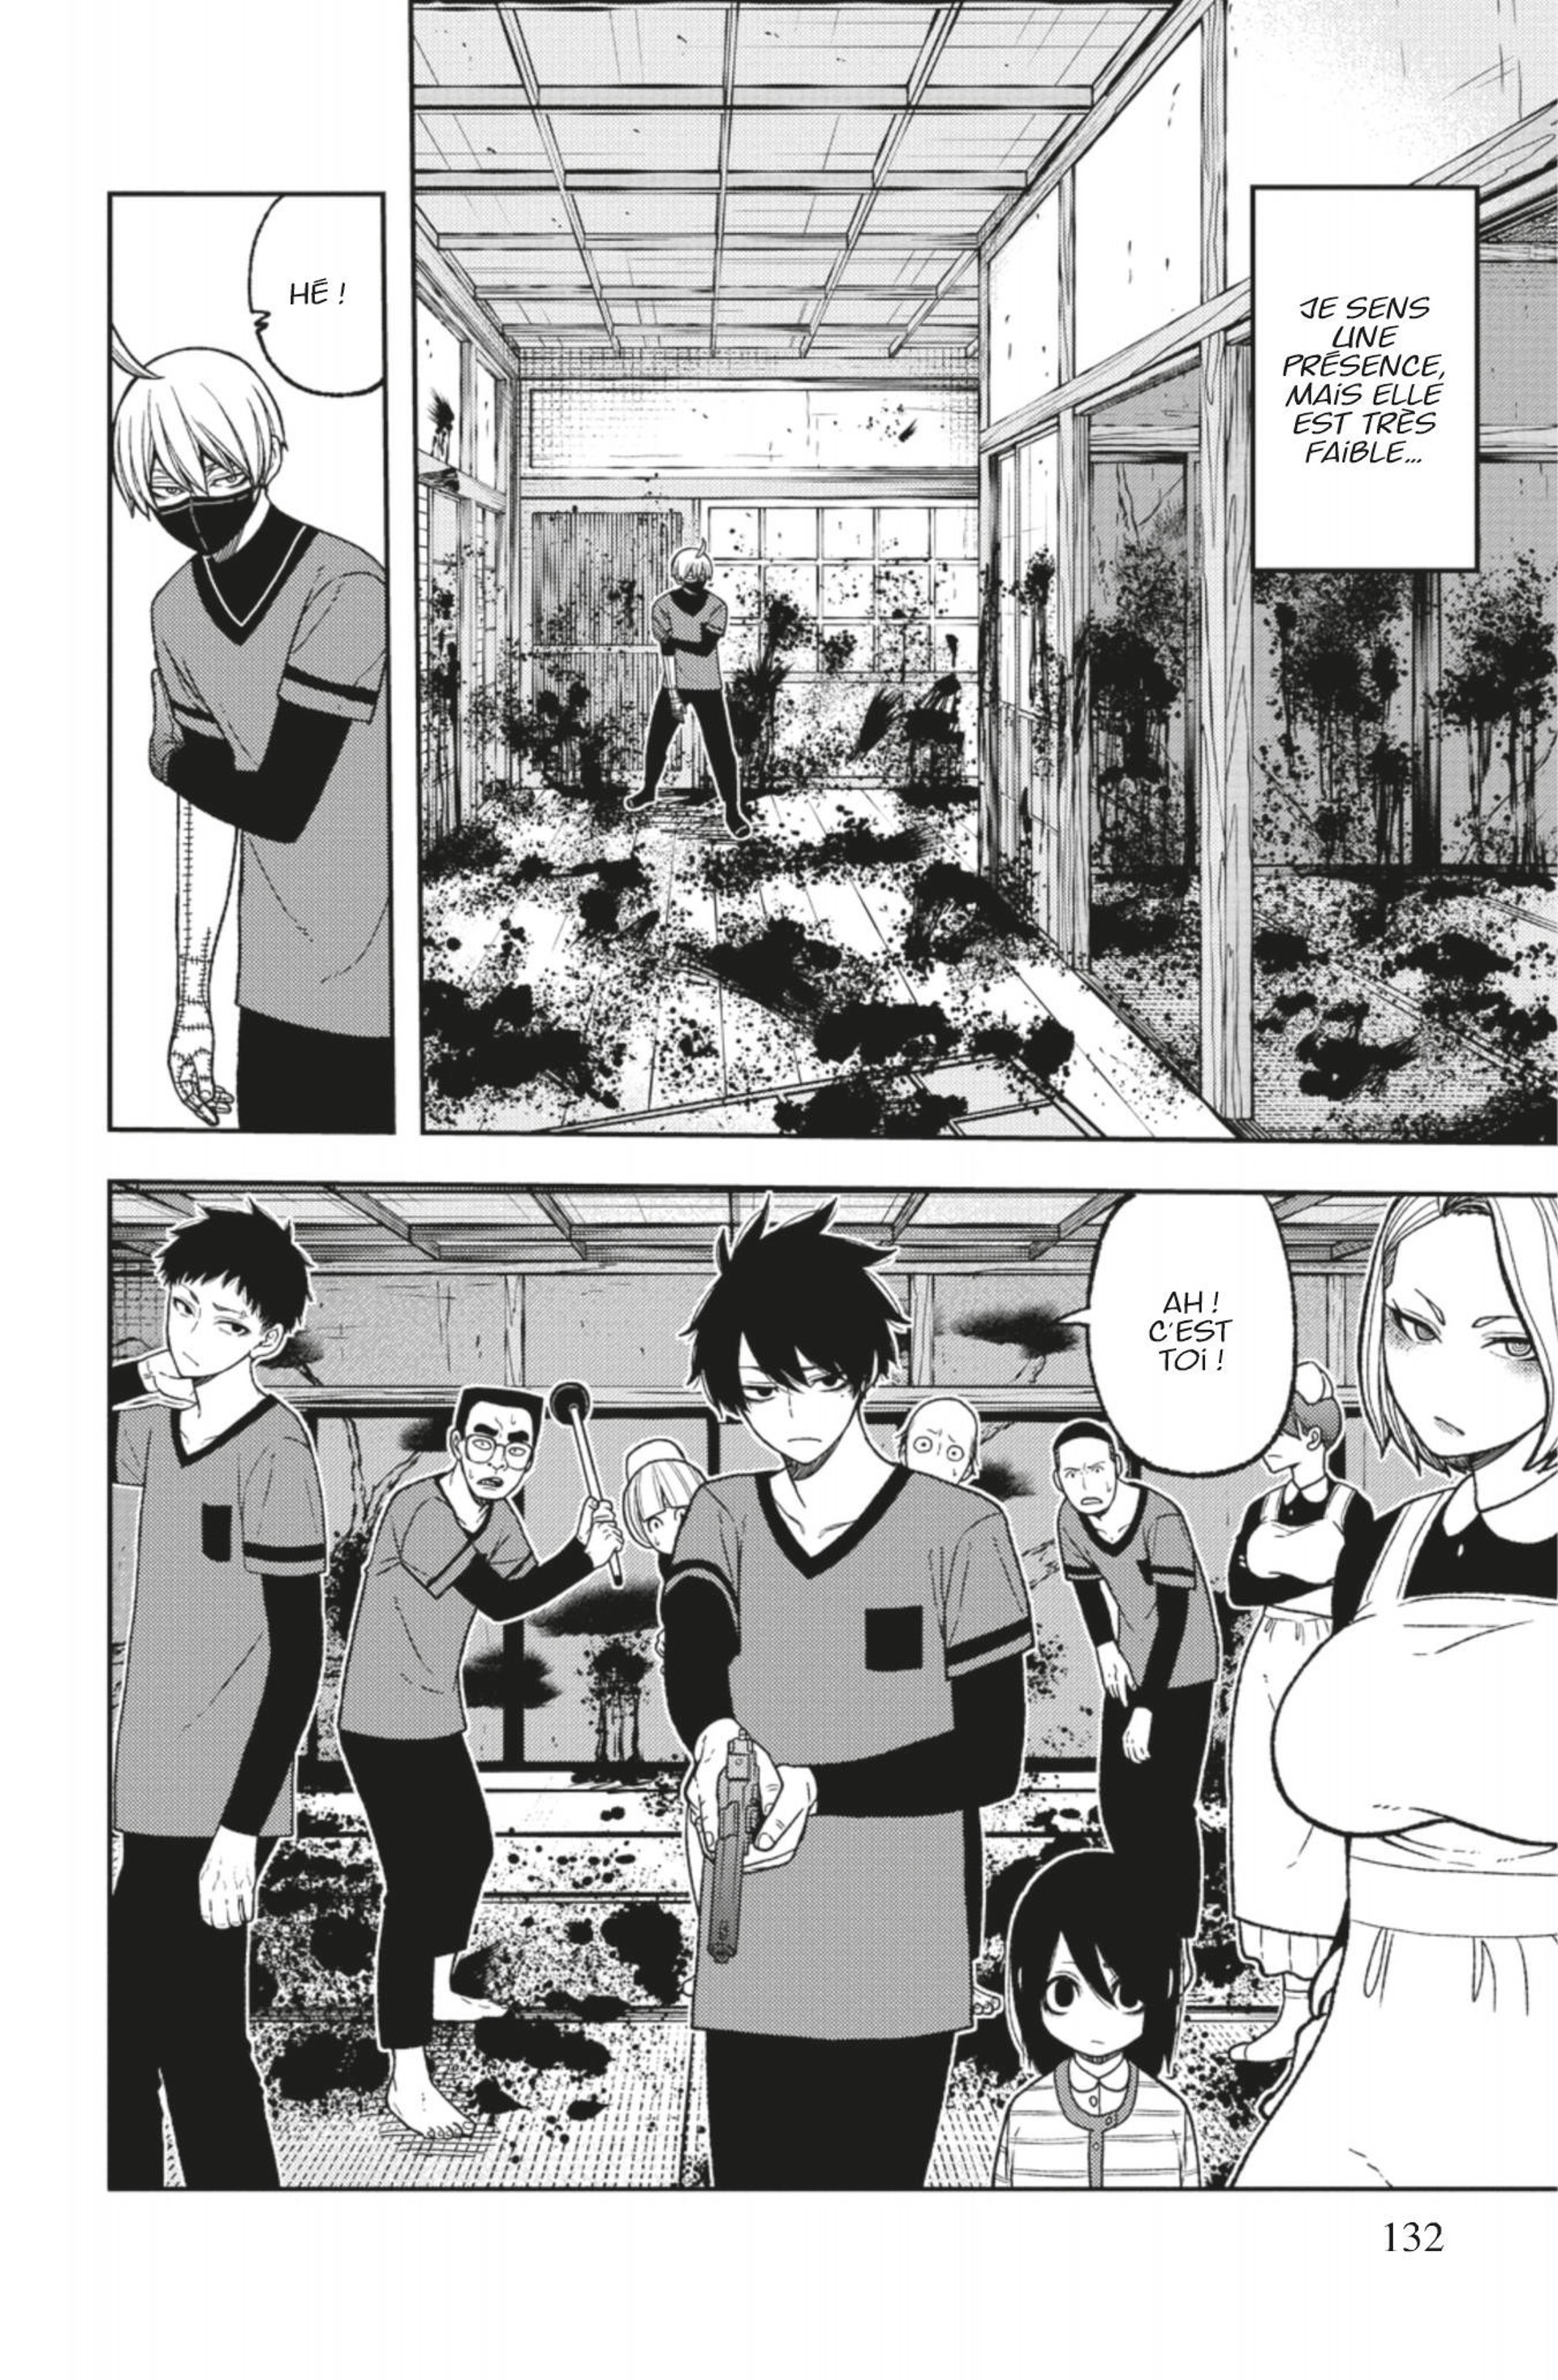 JE SENS
UNE
PRÉSENCE,
MAIS ELLE
EST TRÈS
FAIBLE...
HÉ !
AH !
C'EST
TOI !
132